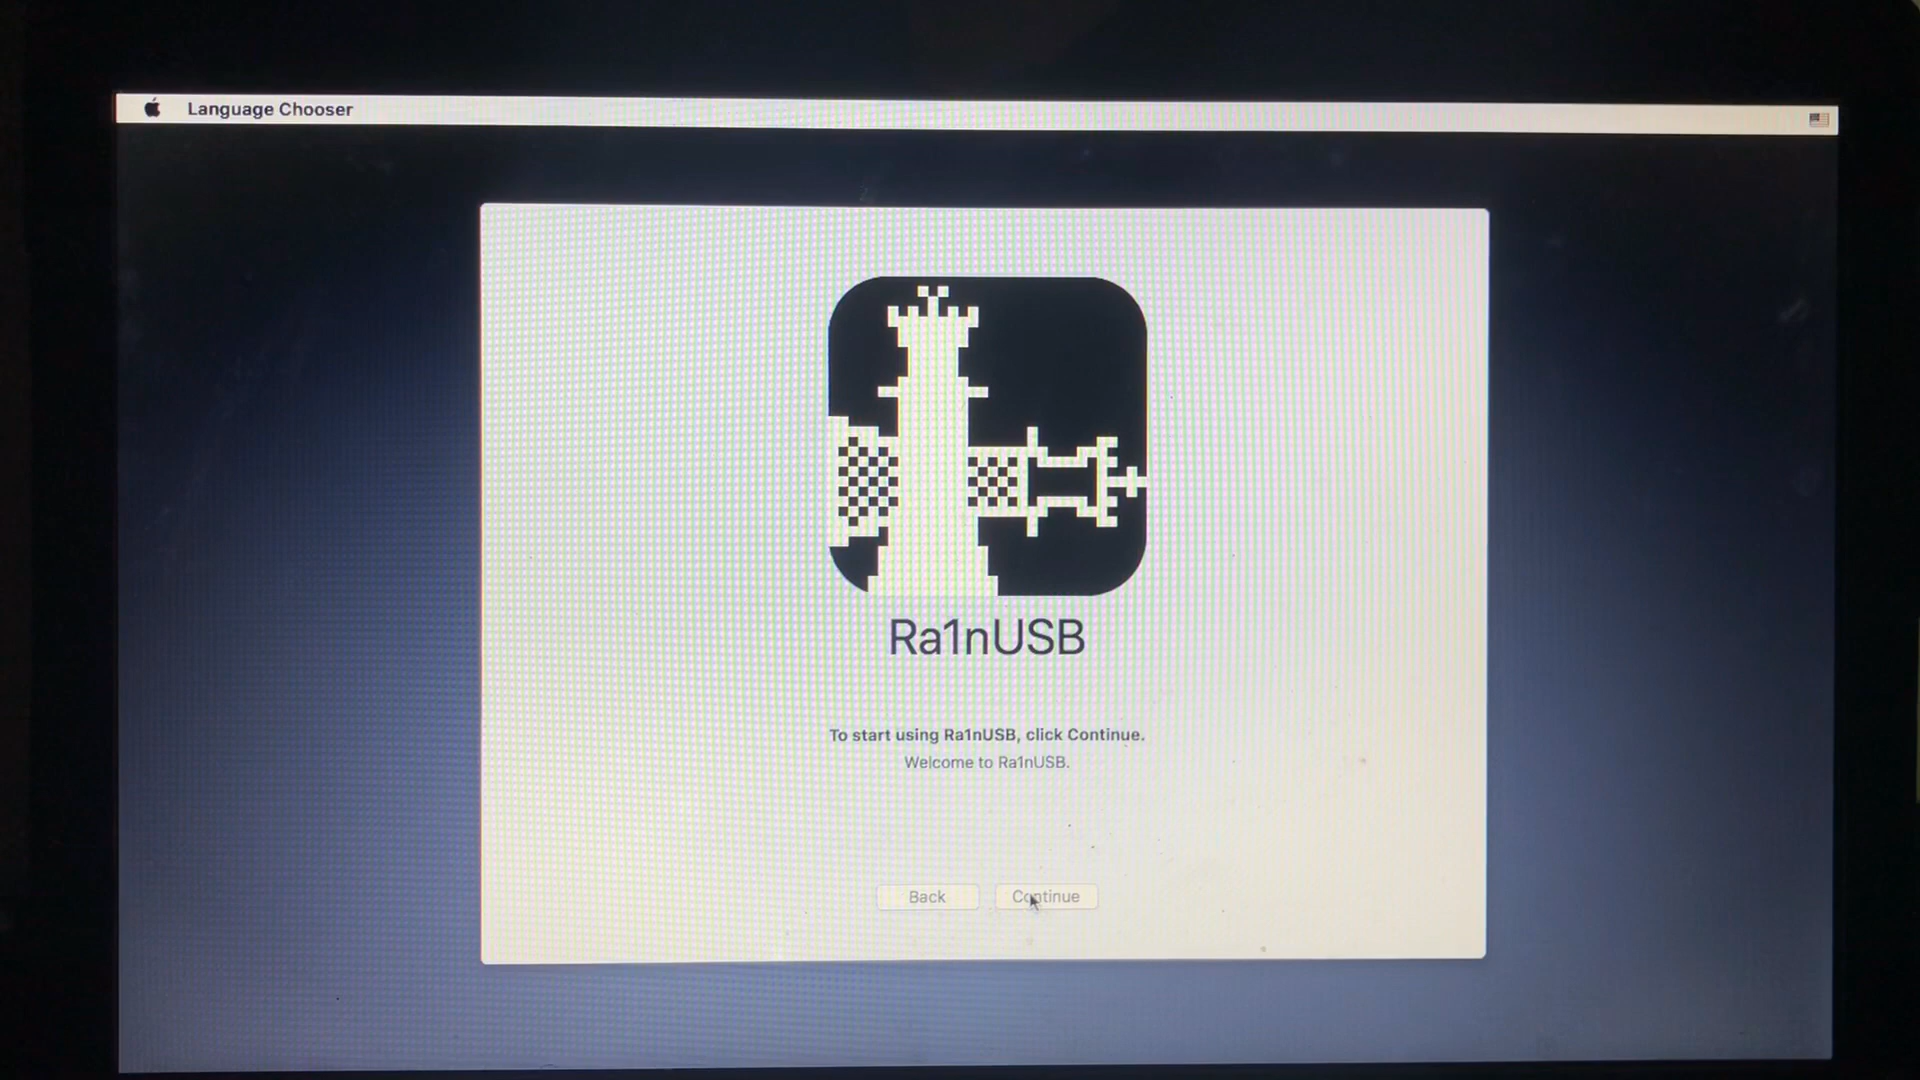 Language Chooser
Ra1nUSB
To start using Ra1nUSB, click Continue.
Welcome to Ra1nUSB.
Back
Continue